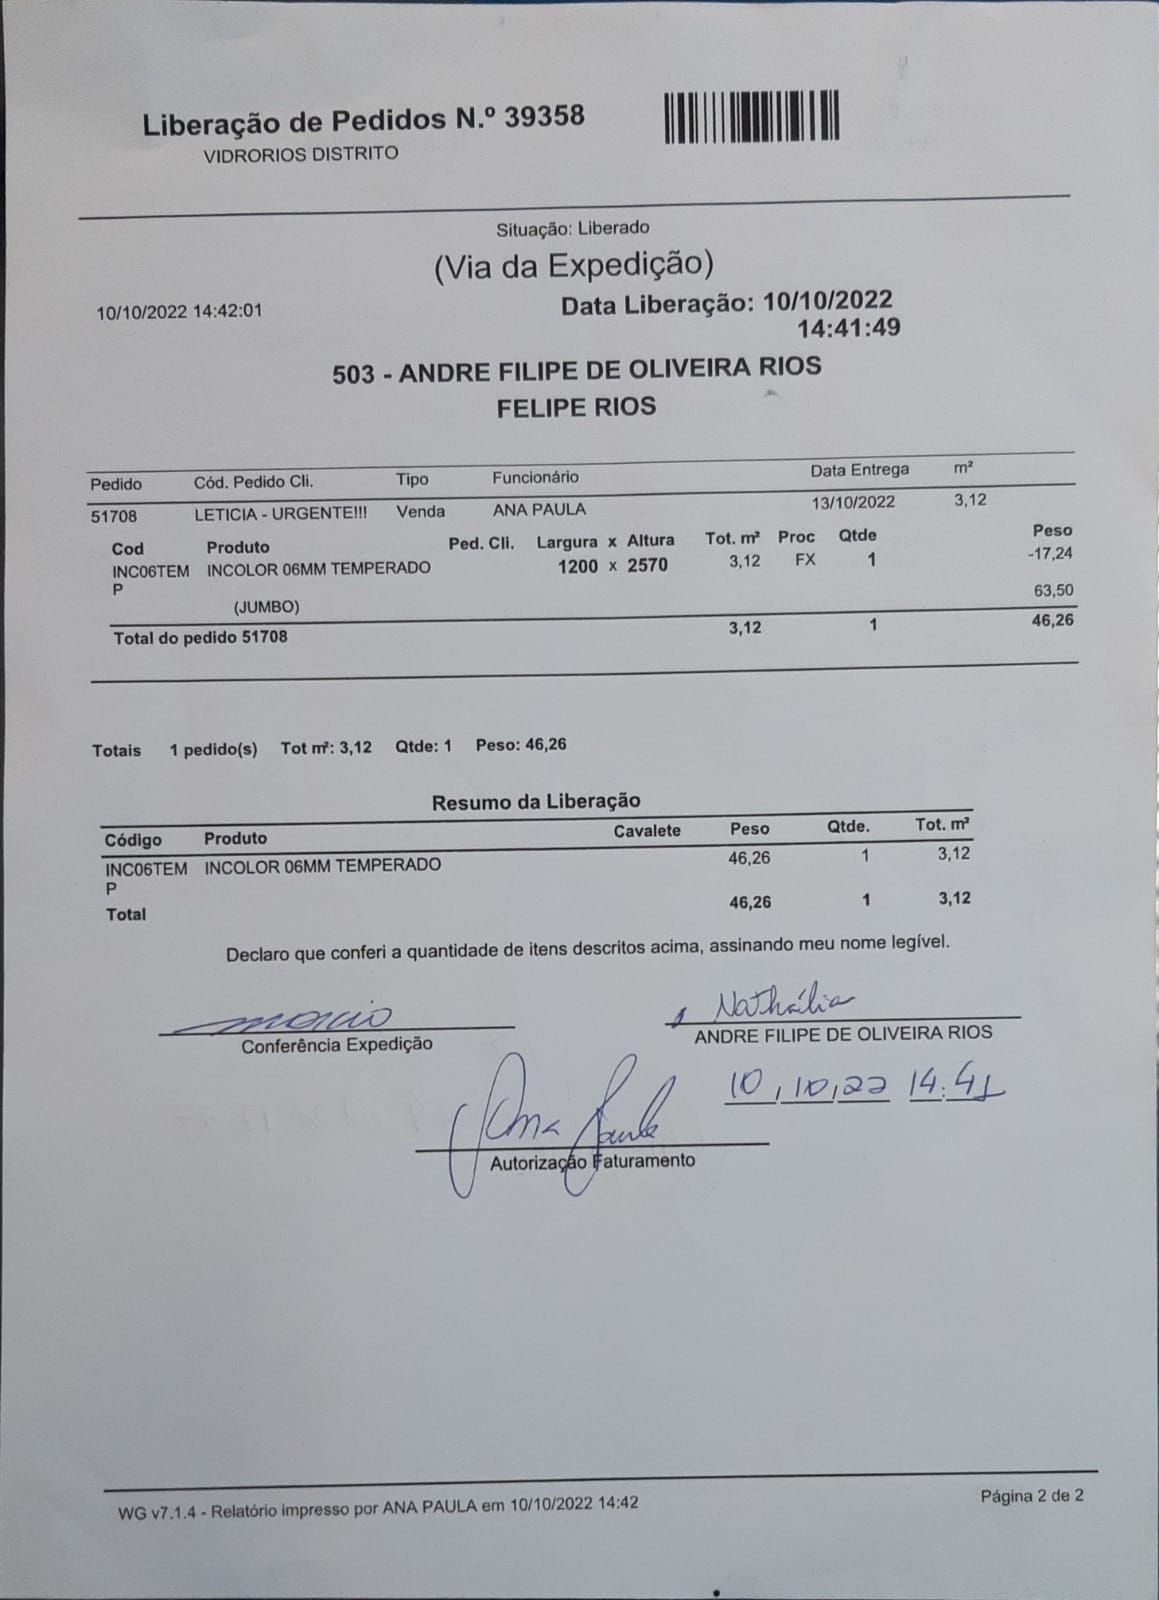 Liberação de Pedidos N.º 39358
VIDRORIOS DISTRITO
Situação: Liberado
(Via da Expedição)
10/10/2022 14:42:01
Data Liberação: 10/10/2022
14:41:49
503 - ANDRE FILIPE DE OLIVEIRA RIOS
FELIPE RIOS
Pedido Cód. Pedido Cli. Tipo Funcionário Data Entrega m²
51708 LETICIA - URGENTE!!! Venda ANA PAULA 13/10/2022 3,12
Cod Produto Ped. Cli. Largura x Altura Tot. m² Proc Qtde Peso
INC06TEM INCOLOR 06MM TEMPERADO 1200 x 2570 3,12 FX 1 -17,24
P
(JUMBO) 63,50
Total do pedido 51708 3,12 1 46,26
Totais 1 pedido(s) Tot m²: 3,12 Qtde: 1 Peso: 46,26
Resumo da Liberação
Código Produto Cavalete Peso Qtde. Tot. m²
INC06TEM INCOLOR 06MM TEMPERADO 46,26 1 3,12
P
Total 46,26 1 3,12
Declaro que conferi a quantidade de itens descritos acima, assinando meu nome legível.
marcio Nathália
Conferência Expedição ANDRE FILIPE DE OLIVEIRA RIOS
10,10,22 14:41
Ana Paula
Autorização Faturamento
WG v7.1.4 - Relatório impresso por ANA PAULA em 10/10/2022 14:42 Página 2 de 2